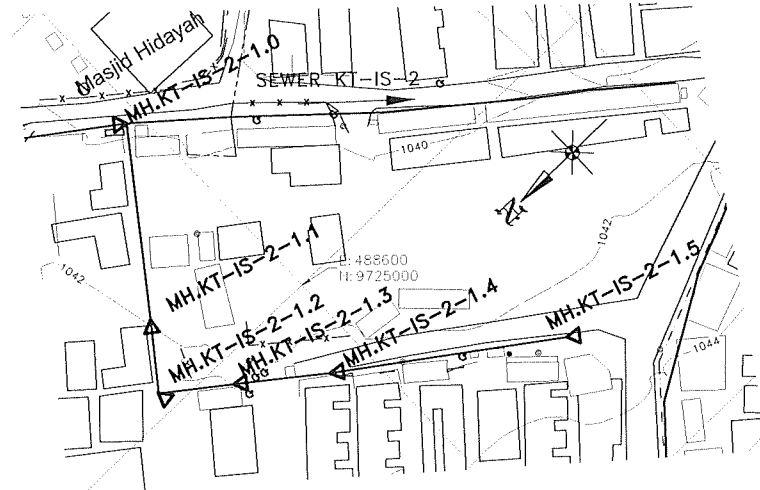 Masjid Hidayah
MH.KT-IS-2-1.0
SEWER KT-IS-2
1040
N
1042
MH.KT-IS-2-1.1
E: 488600
N: 9725000
1042
MH.KT-IS-2-1.5
MH.KT-IS-2-1.2
MH.KT-IS-2-1.3
MH.KT-IS-2-1.4
1044